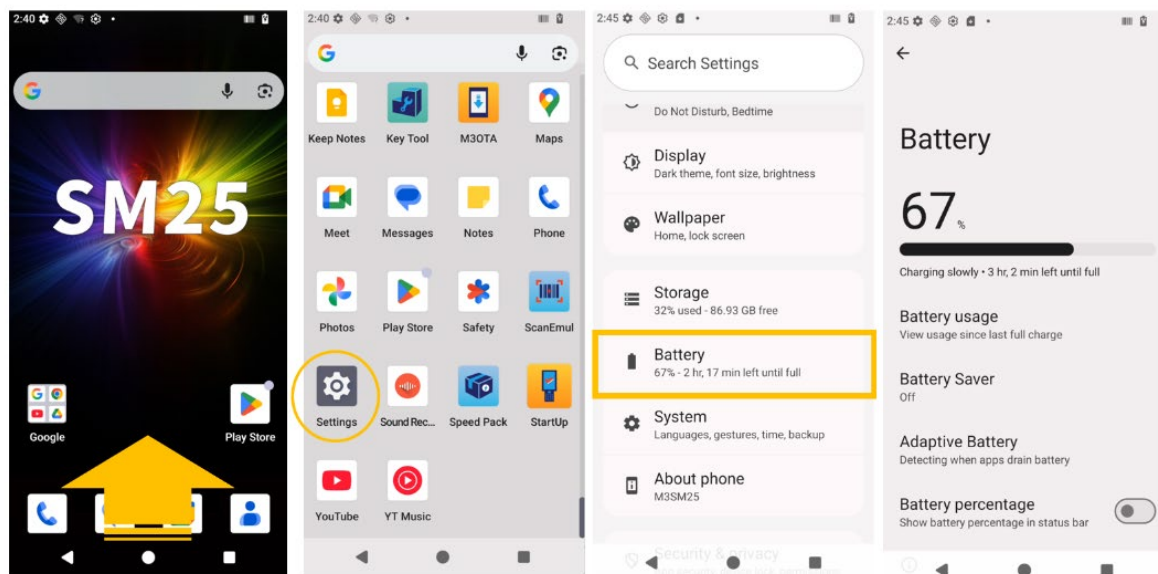 2:40
SM25
Google
Play Store
2:40
Keep Notes
Key Tool
M3OTA
Maps
Meet
Messages
Notes
Phone
Photos
Play Store
Safety
ScanEmul
Settings
Sound Rec...
Speed Pack
StartUp
YouTube
YT Music
2:45
Search Settings
Do Not Disturb, Bedtime
Display
Dark theme, font size, brightness
Wallpaper
Home, lock screen
Storage
32% used - 86.93 GB free
Battery
67% - 2 hr, 17 min left until full
System
Languages, gestures, time, backup
About phone
M3SM25
Security & privacy
2:45
Battery
67%
Charging slowly • 3 hr, 2 min left until full
Battery usage
View usage since last full charge
Battery Saver
Off
Adaptive Battery
Detecting when apps drain battery
Battery percentage
Show battery percentage in status bar